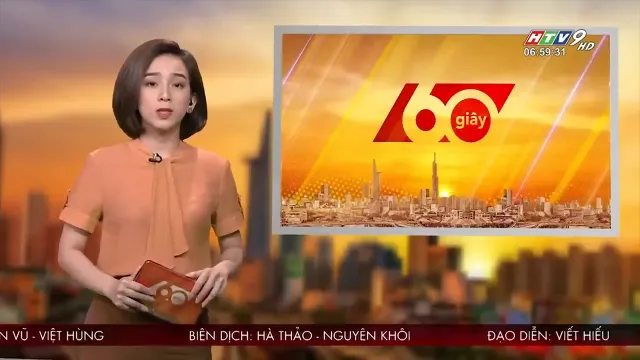 HTV9 HD
06:59:31
60 giây
N VŨ - VIỆT HÙNG BIÊN DỊCH: HÀ THẢO - NGUYÊN KHÔI ĐẠO DIỄN: VIẾT HIẾU